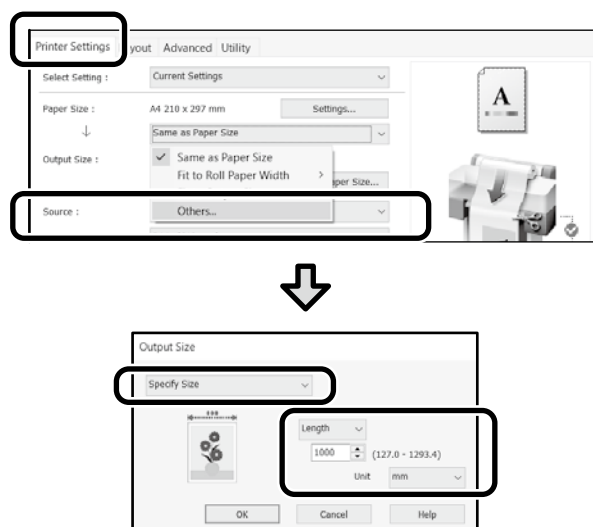 Printer Settings yout Advanced Utility
Select Setting : Current Settings
Paper Size : A4 210 x 297 mm Settings...
Same as Paper Size
Output Size : Same as Paper Size
Fit to Roll Paper Width
aper Size...
Source : Others...
A
Output Size
Specify Size
Length
1000 (127.0 - 1293.4)
Unit mm
OK Cancel Help